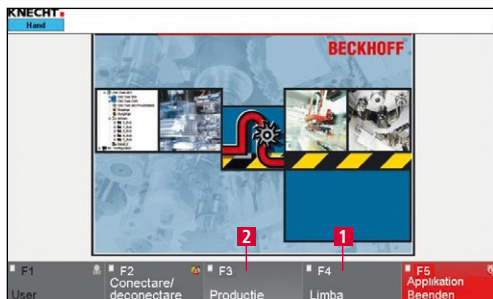 KNECHT
Hand
BECKHOFF
2
1
F1
User
F2
Conectare/
deconectare
F3
Productie
F4
Limba
F5
Applikation
Beenden